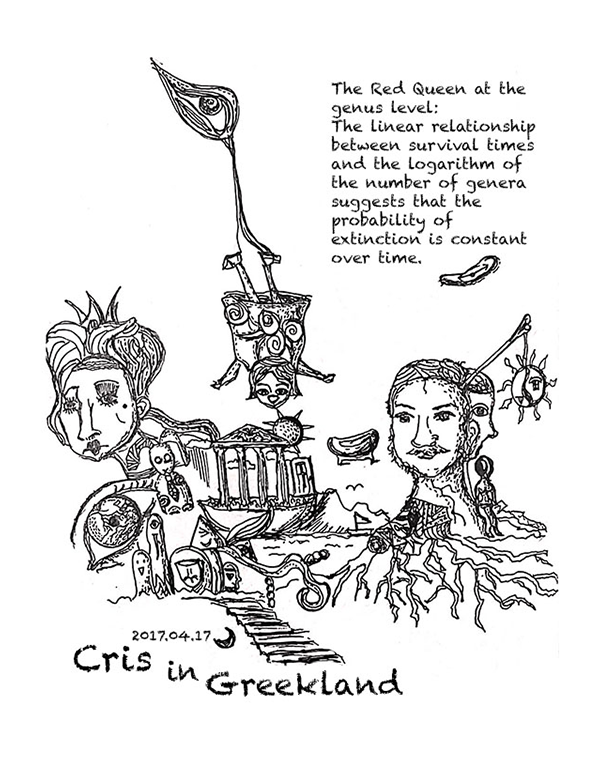 The Red Queen at the
genus level:
The linear relationship
between survival times
and the logarithm of
the number of genera
suggests that the
probability of
extinction is constant
over time.
2017.04.17
Cris in Greekland